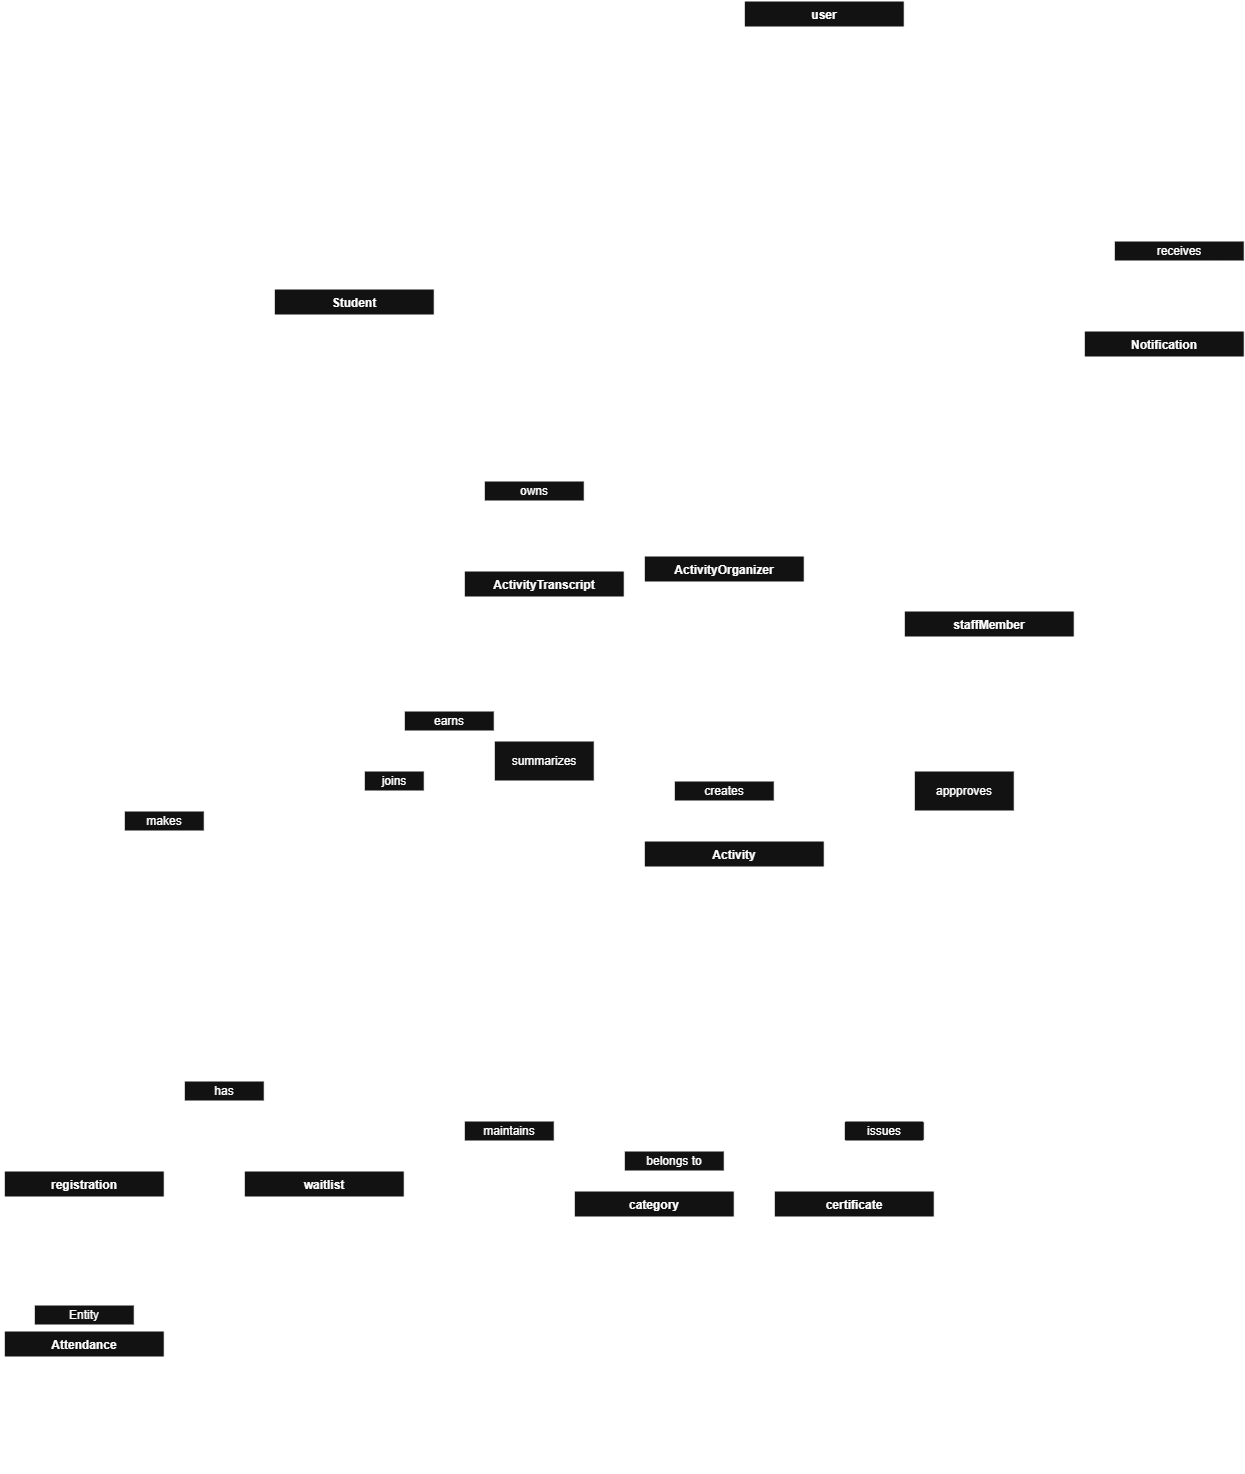 user
receives
Student
Notification
owns
ActivityOrganizer
ActivityTranscript
staffMember
earns
summarizes
joins
creates
appproves
makes
Activity
has
maintains
issues
belongs to
registration
waitlist
category
certificate
Entity
Attendance